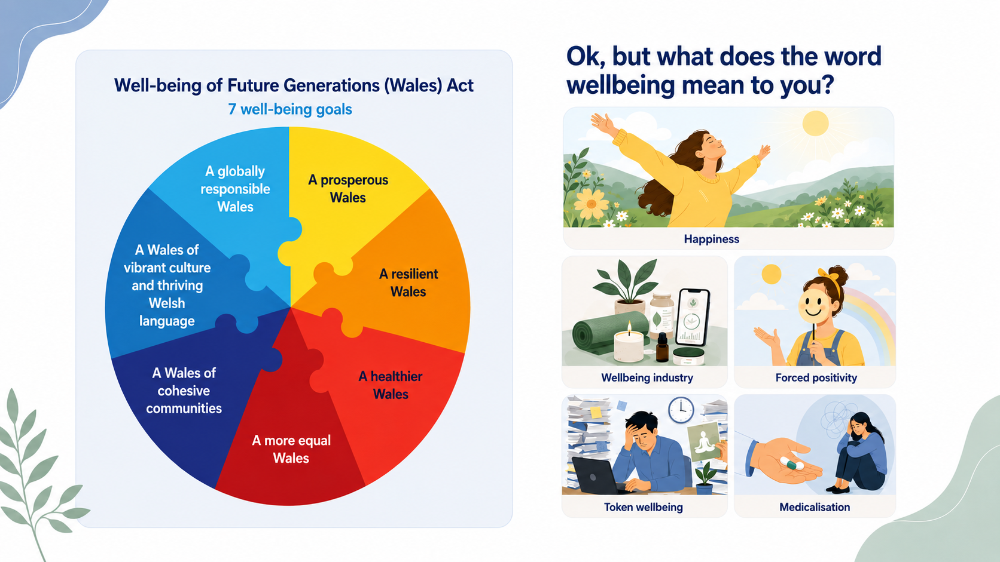 Well-being of Future Generations (Wales) Act
7 well-being goals
A globally
responsible
Wales
A prosperous
Wales
A resilient
Wales
A healthier
Wales
A more equal
Wales
A Wales of
cohesive
communities
A Wales of
vibrant culture
and thriving
Welsh
language
Ok, but what does the word
wellbeing mean to you?
Happiness
Wellbeing industry
Forced positivity
Token wellbeing
Medicalisation